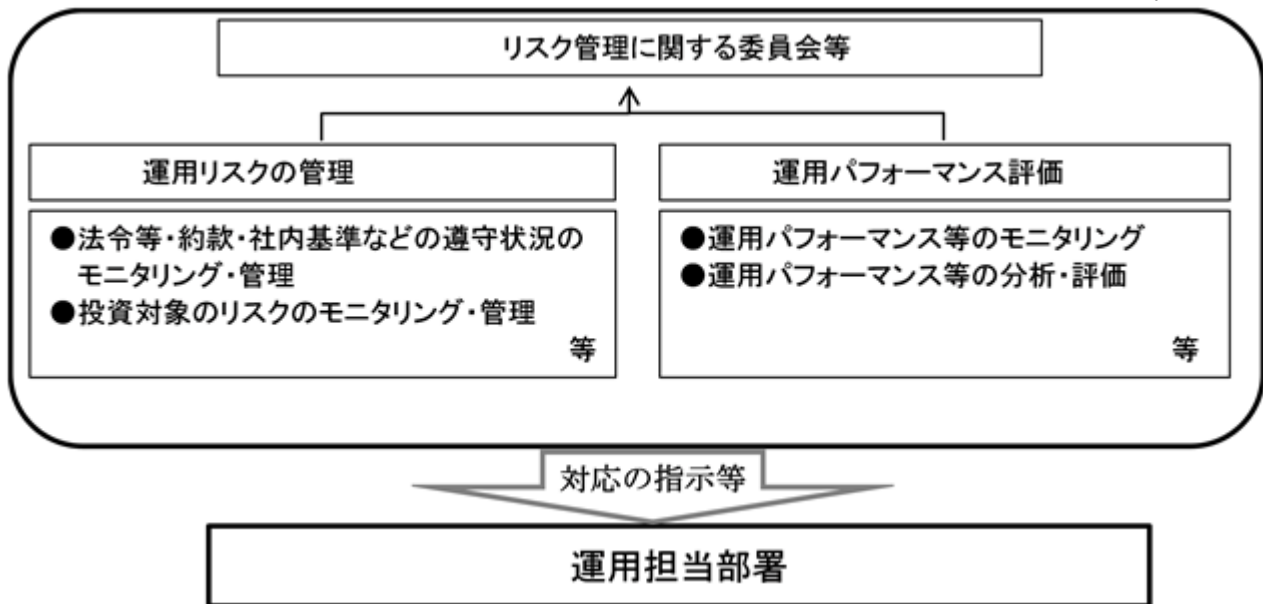 リスク管理に関する委員会等
運用リスクの管理
●法令等・約款・社内基準などの遵守状況の
モニタリング・管理
●投資対象のリスクのモニタリング・管理
等
運用パフォーマンス評価
●運用パフォーマンス等のモニタリング
●運用パフォーマンス等の分析・評価
等
対応の指示等
運用担当部署